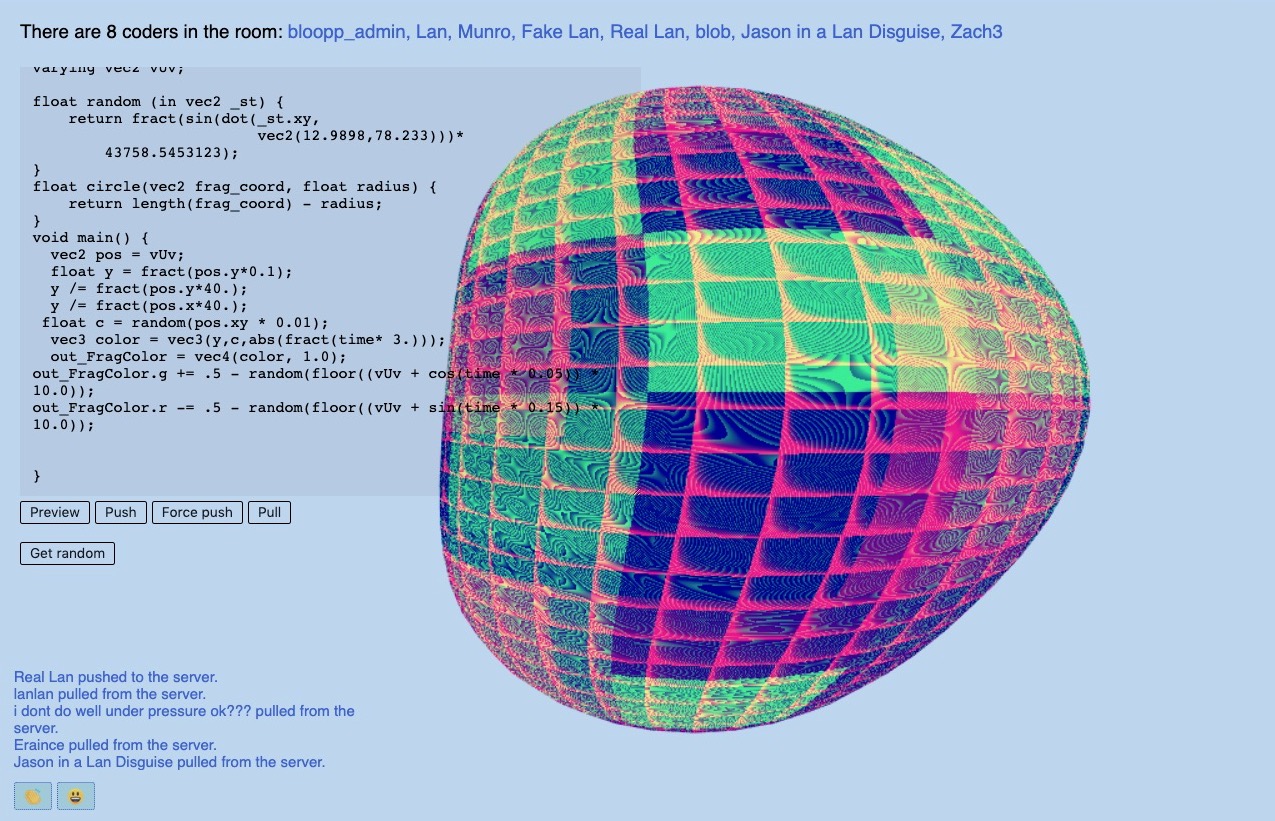 There are 8 coders in the room: bloopp_admin, Lan, Munro, Fake Lan, Real Lan, blob, Jason in a Lan Disguise, Zach3
varying vec2 vUv;
float random (in vec2 _st) {
return fract(sin(dot(_st.xy,
vec2(12.9898,78.233)))*
43758.5453123);
}
float circle(vec2 frag_coord, float radius) {
return length(frag_coord) - radius;
}
void main() {
vec2 pos = vUv;
float y = fract(pos.y*0.1);
y /= fract(pos.y*40.);
y /= fract(pos.x*40.);
float c = random(pos.xy * 0.01);
vec3 color = vec3(y,c,abs(fract(time* 3.)));
out_FragColor = vec4(color, 1.0);
out_FragColor.g += .5 - random(floor((vUv + cos(time * 0.05)) *
10.0));
out_FragColor.r -= .5 - random(floor((vUv + sin(time * 0.15)) *
10.0));
}
Preview Push Force push Pull
Get random
Real Lan pushed to the server.
lanlan pulled from the server.
i dont do well under pressure ok??? pulled from the
server.
Eraince pulled from the server.
Jason in a Lan Disguise pulled from the server.